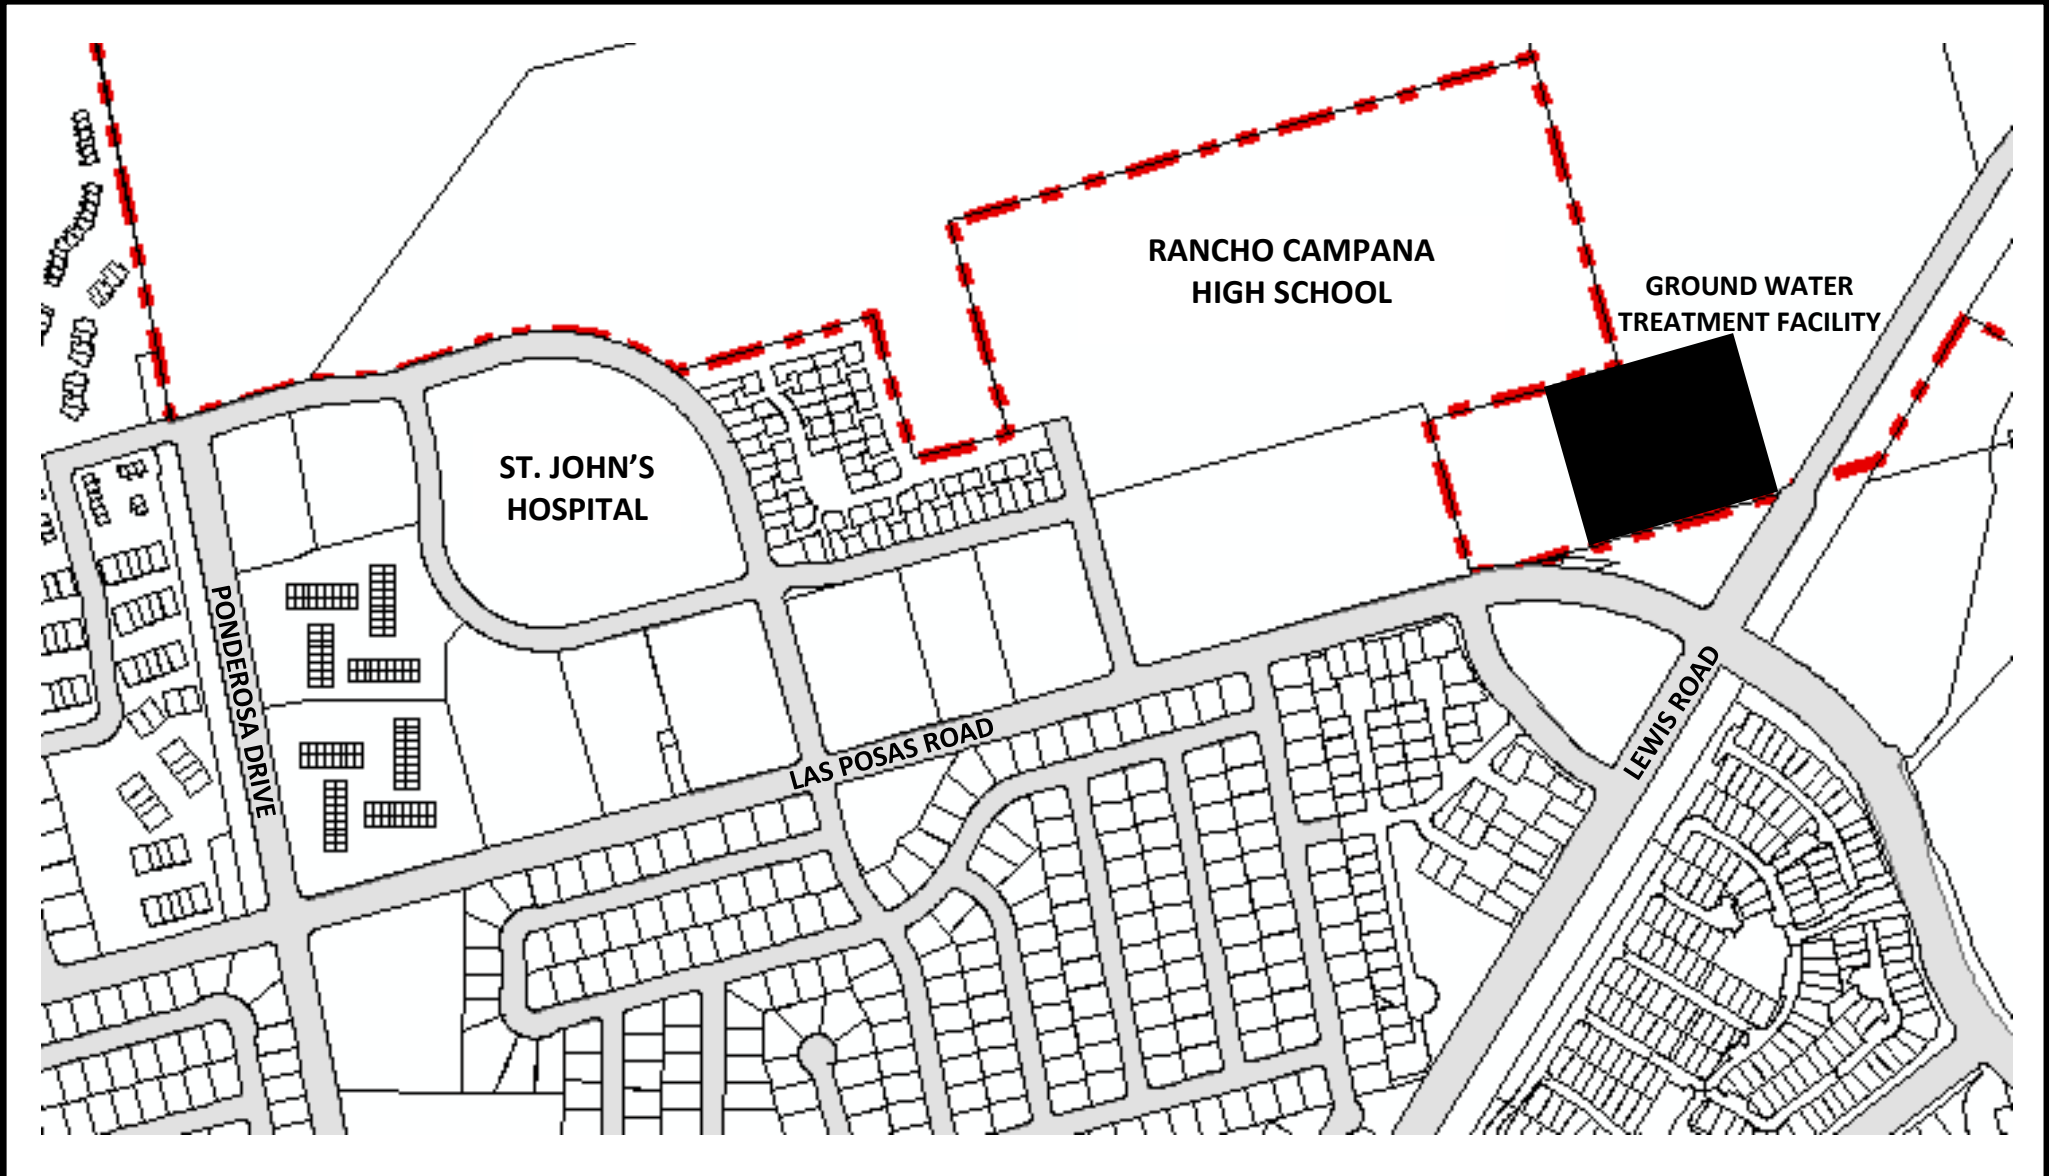 RANCHO CAMPANA
HIGH SCHOOL
GROUND WATER
TREATMENT FACILITY
ST. JOHN’S
HOSPITAL
PONDEROSA DRIVE
LAS POSAS ROAD
LEWIS ROAD